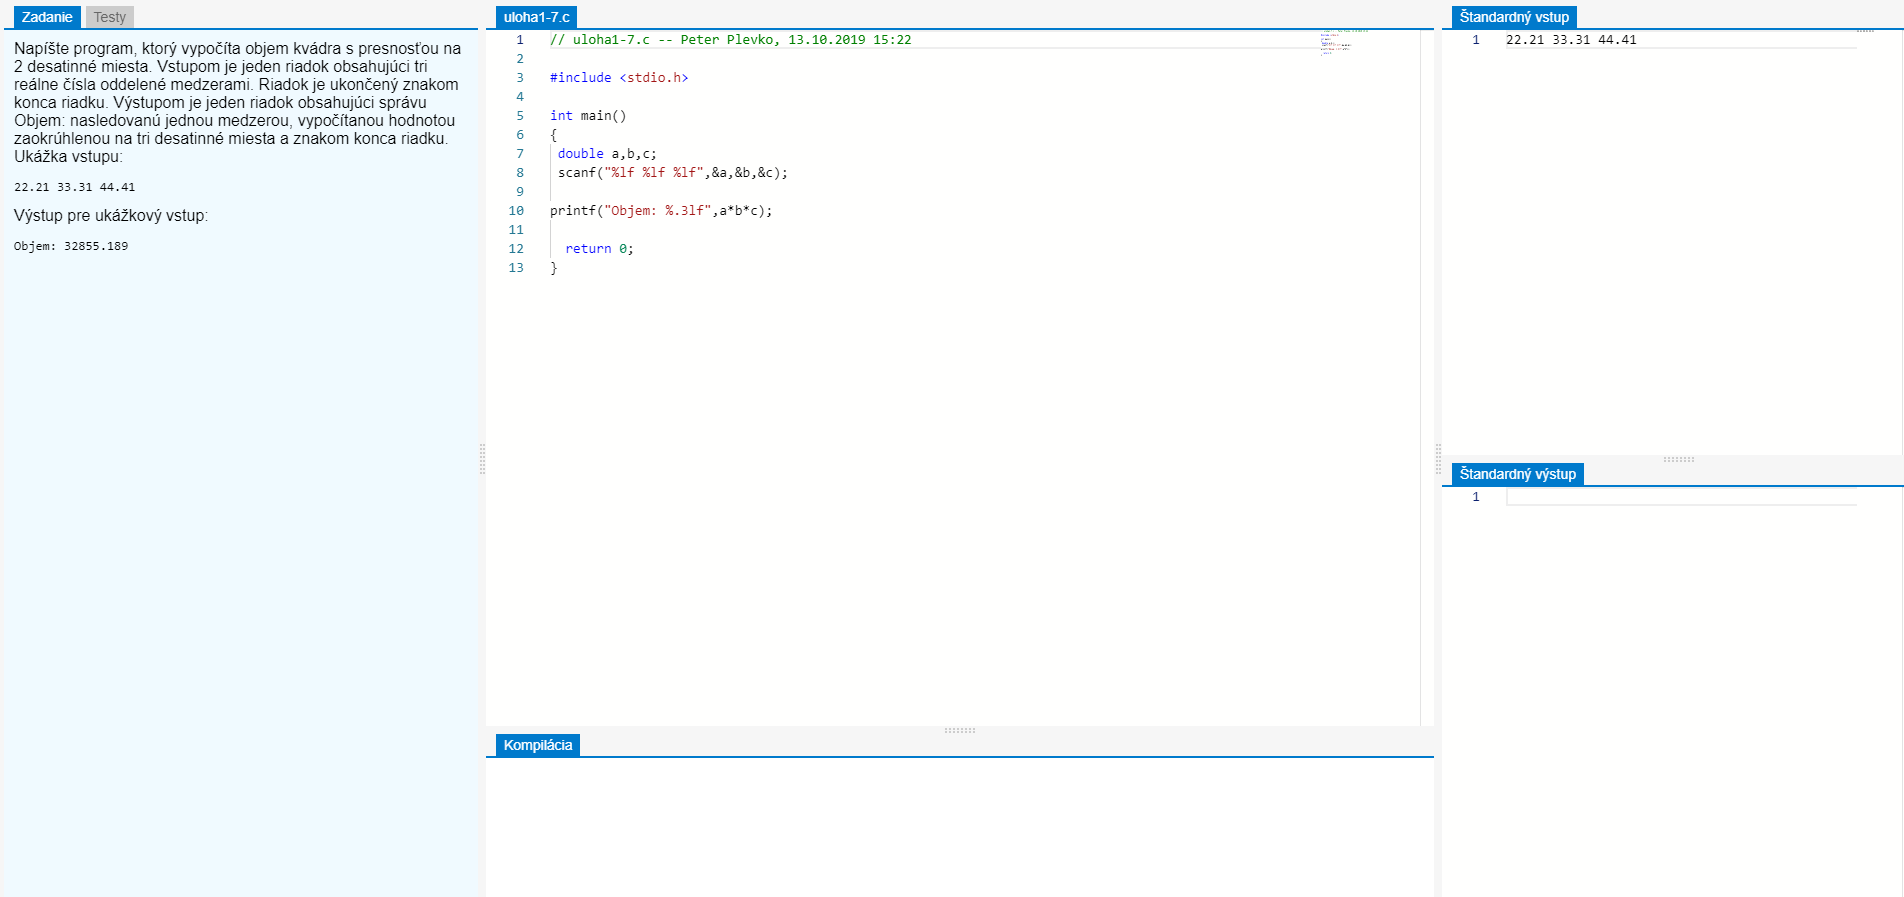 Zadanie
Testy
Napíšte program, ktorý vypočíta objem kvádra s presnosťou na
2 desatinné miesta. Vstupom je jeden riadok obsahujúci tri
reálne čísla oddelené medzerami. Riadok je ukončený znakom
konca riadku. Výstupom je jeden riadok obsahujúci správu
Objem: nasledovanú jednou medzerou, vypočítanou hodnotou
zaokrúhlenou na tri desatinné miesta a znakom konca riadku.
Ukážka vstupu:
22.21 33.31 44.41
Výstup pre ukážkový vstup:
Objem: 32855.189
uloha1-7.c
1 // uloha1-7.c -- Peter Plevko, 13.10.2019 15:22
2
3 #include <stdio.h>
4
5 int main()
6 {
7 double a,b,c;
8 scanf("%lf %lf %lf",&a,&b,&c);
9
10 printf("Objem: %.3lf",a*b*c);
11
12 return 0;
13 }
Kompilácia
Štandardný vstup
1 22.21 33.31 44.41
Štandardný výstup
1